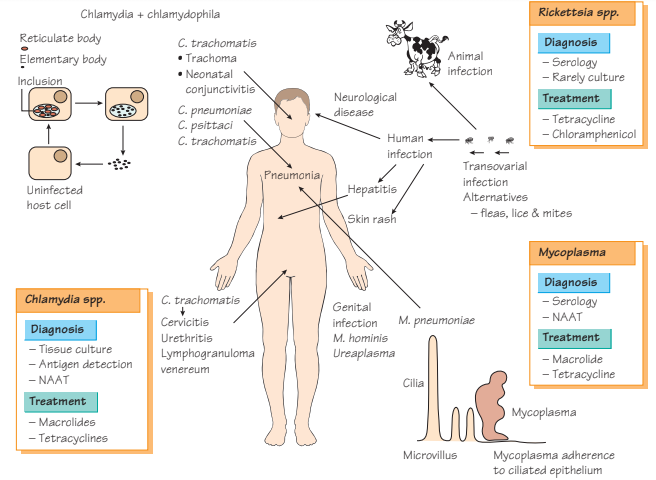 Chlamydia + chlamydophila
Reticulate body
Elementary body
Inclusion
Uninfected
host cell
C. trachomatis
• Trachoma
• Neonatal
conjunctivitis
C. pneumoniae
C. psittaci
C. trachomatis
Pneumonia
Neurological
disease
Animal
infection
Human
infection
Hepatitis
Skin rash
Transovarial
infection
Alternatives
– fleas, lice & mites
Rickettsia spp.
Diagnosis
– Serology
– Rarely culture
Treatment
– Tetracycline
– Chloramphenicol
Chlamydia spp.
Diagnosis
– Tissue culture
– Antigen detection
– NAAT
Treatment
– Macrolides
– Tetracyclines
C. trachomatis
Cervicitis
Urethritis
Lymphogranuloma
venereum
Genital
infection
M. hominis
Ureaplasma
M. pneumoniae
Cilia
Mycoplasma
Microvillus
Mycoplasma adherence
to ciliated epithelium
Mycoplasma
Diagnosis
– Serology
– NAAT
Treatment
– Macrolide
– Tetracycline